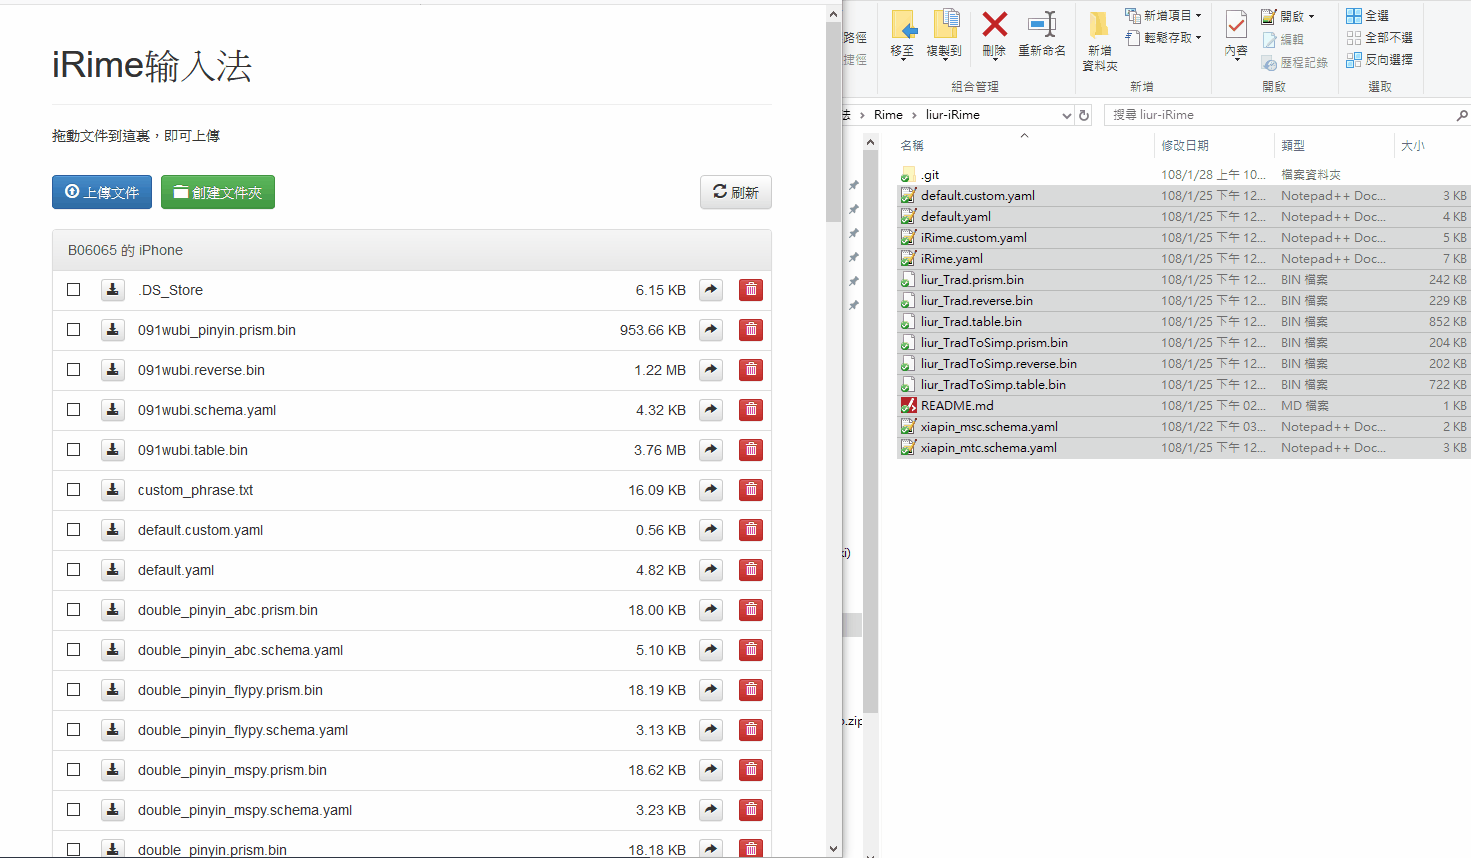 iRime输入法
拖動文件到這裏，即可上傳
上傳文件 創建文件夾 刷新
B06065 的 iPhone
.DS_Store 6.15 KB
091wubi_pinyin.prism.bin 953.66 KB
091wubi.reverse.bin 1.22 MB
091wubi.schema.yaml 4.32 KB
091wubi.table.bin 3.76 MB
custom_phrase.txt 16.09 KB
default.custom.yaml 0.56 KB
default.yaml 4.82 KB
double_pinyin_abc.prism.bin 18.00 KB
double_pinyin_abc.schema.yaml 5.10 KB
double_pinyin_flypy.prism.bin 18.19 KB
double_pinyin_flypy.schema.yaml 3.13 KB
double_pinyin_mspy.prism.bin 18.62 KB
double_pinyin_mspy.schema.yaml 3.23 KB
double_pinyin.prism.bin 18.18 KB
路徑
捷徑
移至 複製到 刪除 重新命名
組合管理
新增
資料夾
新增項目
輕鬆存取
新增
內容
開啟
編輯
歷程記錄
開啟
全選
全部不選
反向選擇
選取
法 › Rime › liur-iRime
搜尋 liur-iRime
名稱 修改日期 類型 大小
.git 108/1/28 上午 10... 檔案資料夾
default.custom.yaml 108/1/25 下午 12... Notepad++ Doc... 3 KB
default.yaml 108/1/25 下午 12... Notepad++ Doc... 4 KB
iRime.custom.yaml 108/1/25 下午 12... Notepad++ Doc... 5 KB
iRime.yaml 108/1/25 下午 12... Notepad++ Doc... 7 KB
liur_Trad.prism.bin 108/1/25 下午 12... BIN 檔案 242 KB
liur_Trad.reverse.bin 108/1/25 下午 12... BIN 檔案 229 KB
liur_Trad.table.bin 108/1/25 下午 12... BIN 檔案 852 KB
liur_TradToSimp.prism.bin 108/1/25 下午 12... BIN 檔案 204 KB
liur_TradToSimp.reverse.bin 108/1/25 下午 12... BIN 檔案 202 KB
liur_TradToSimp.table.bin 108/1/25 下午 12... BIN 檔案 722 KB
README.md 108/1/25 下午 02... MD 檔案 1 KB
xiapin_msc.schema.yaml 108/1/22 下午 03... Notepad++ Doc... 2 KB
xiapin_mtc.schema.yaml 108/1/25 下午 12... Notepad++ Doc... 3 KB
.zip